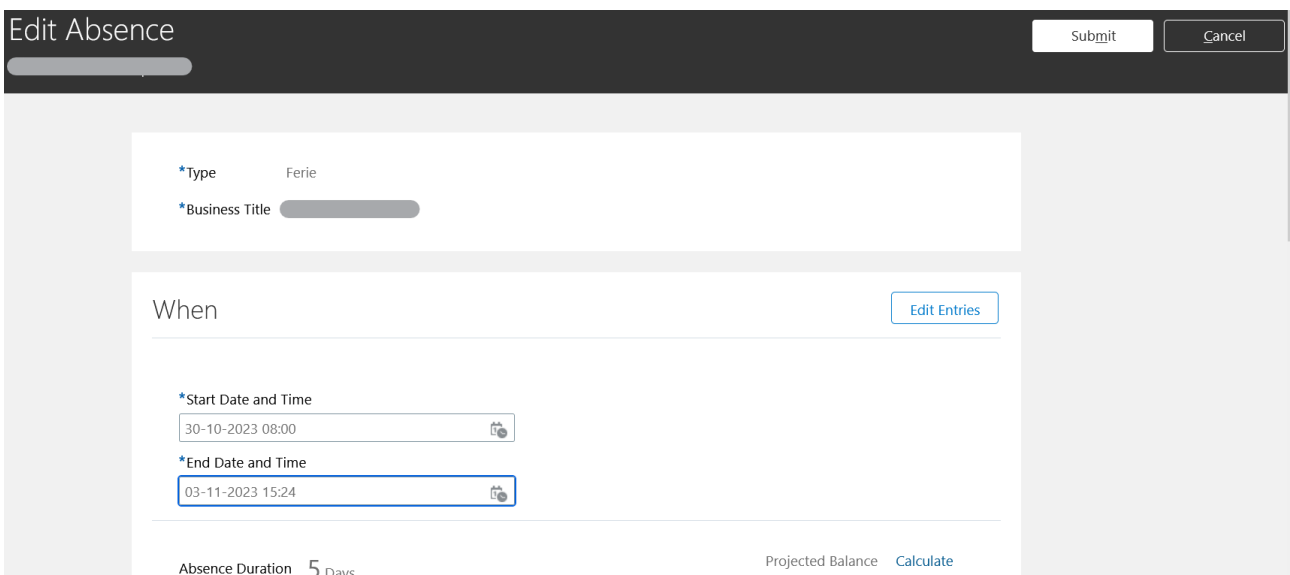 Edit Absence
Submit
Cancel
*Type Ferie
*Business Title
When
Edit Entries
*Start Date and Time
30-10-2023 08:00
*End Date and Time
03-11-2023 15:24
Absence Duration 5 Days
Projected Balance Calculate